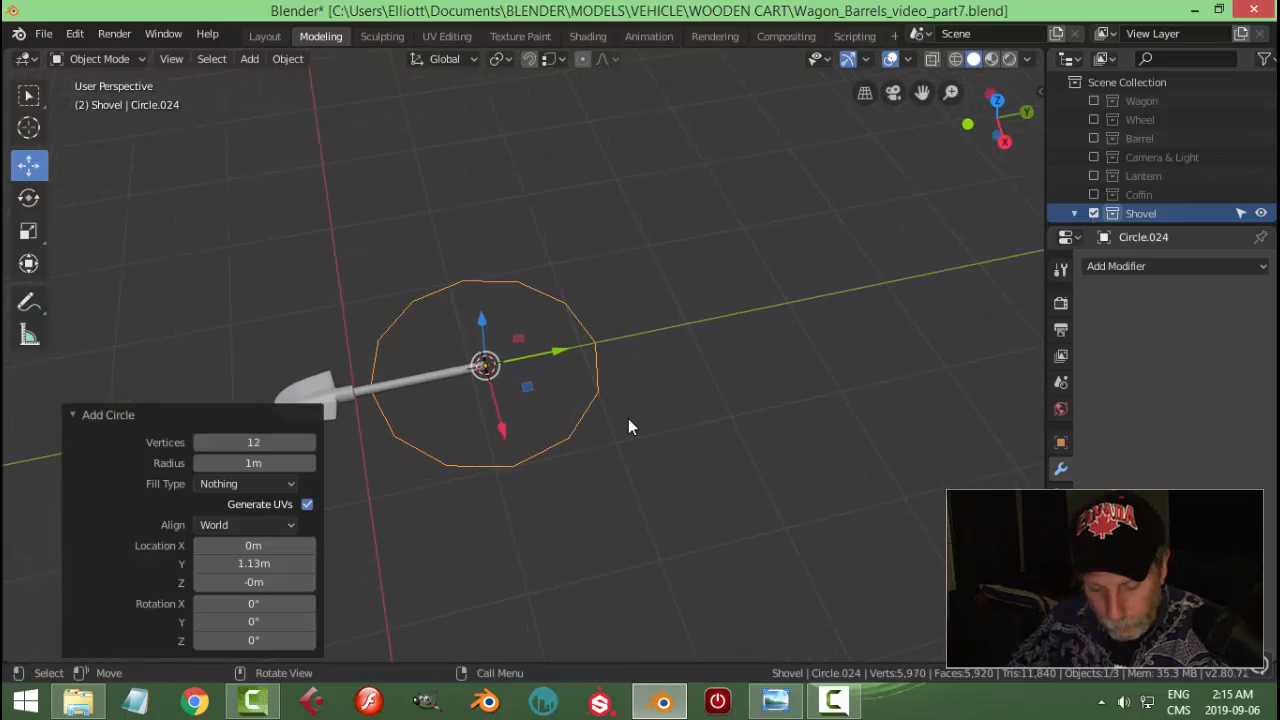 Blender* [C:\Users\Elliott\Documents\BLENDER\MODELS\VEHICLE\WOODEN CART\Wagon_Barrels_video_part7.blend]
File Edit Render Window Help Layout Modeling Sculpting UV Editing Texture Paint Shading Animation Rendering Compositing Scripting + Scene View Layer
Object Mode View Select Add Object Global
User Perspective
(2) Shovel | Circle.024
Z
Y
X
Scene Collection
Wagon
Wheel
Barrel
Camera & Light
Lantern
Coffin
Shovel
Circle.024
Add Modifier
Add Circle
Vertices 12
Radius 1m
Fill Type Nothing
Generate UVs
Align World
Location X 0m
Y 1.13m
Z -0m
Rotation X 0°
Y 0°
Z 0°
CANADA
Select Move Rotate View Call Menu Shovel | Circle.024 | Verts:5,970 | Faces:5,920 | Tris:11,840 | Objects:1/3 | Mem: 35.3 MB | v2.80.71
ENG
CMS
2:15 AM
2019-09-06